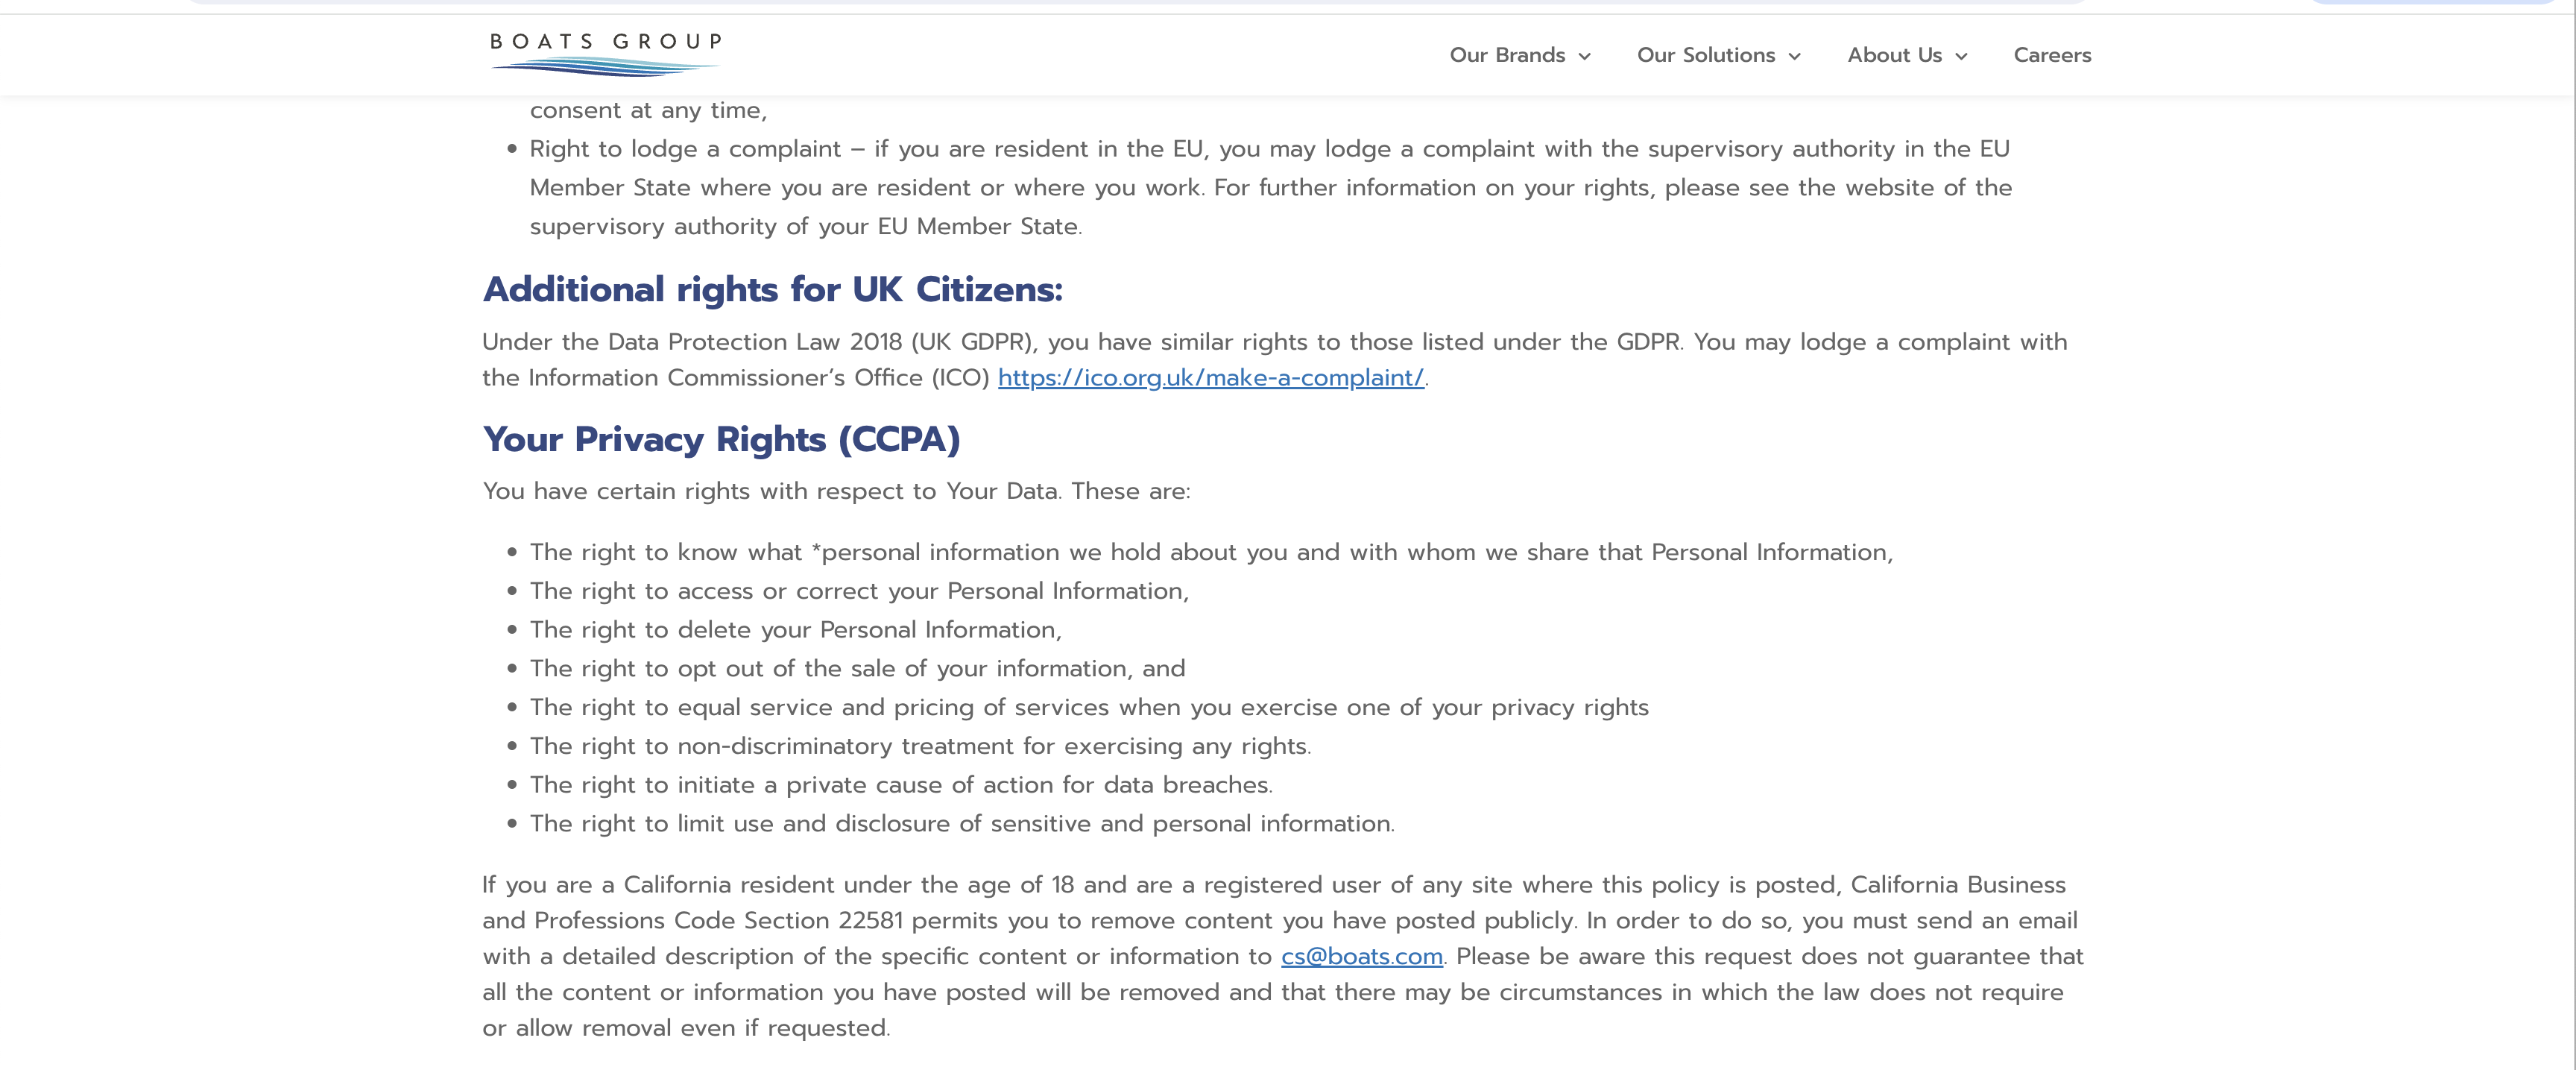 BOATS GROUP
Our Brands
Our Solutions
About Us
Careers
consent at any time,
• Right to lodge a complaint – if you are resident in the EU, you may lodge a complaint with the supervisory authority in the EU
Member State where you are resident or where you work. For further information on your rights, please see the website of the
supervisory authority of your EU Member State.
Additional rights for UK Citizens:
Under the Data Protection Law 2018 (UK GDPR), you have similar rights to those listed under the GDPR. You may lodge a complaint with
the Information Commissioner’s Office (ICO) https://ico.org.uk/make-a-complaint/.
Your Privacy Rights (CCPA)
You have certain rights with respect to Your Data. These are:
• The right to know what *personal information we hold about you and with whom we share that Personal Information,
• The right to access or correct your Personal Information,
• The right to delete your Personal Information,
• The right to opt out of the sale of your information, and
• The right to equal service and pricing of services when you exercise one of your privacy rights
• The right to non-discriminatory treatment for exercising any rights.
• The right to initiate a private cause of action for data breaches.
• The right to limit use and disclosure of sensitive and personal information.
If you are a California resident under the age of 18 and are a registered user of any site where this policy is posted, California Business
and Professions Code Section 22581 permits you to remove content you have posted publicly. In order to do so, you must send an email
with a detailed description of the specific content or information to cs@boats.com. Please be aware this request does not guarantee that
all the content or information you have posted will be removed and that there may be circumstances in which the law does not require
or allow removal even if requested.